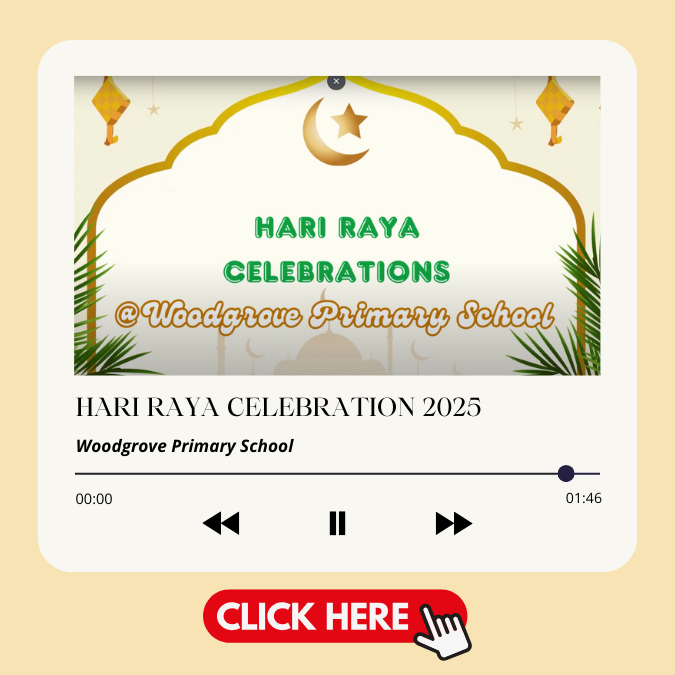 HARI RAYA
CELEBRATIONS
@Woodgrove Primary School
HARI RAYA CELEBRATION 2025
Woodgrove Primary School
00:00
01:46
CLICK HERE